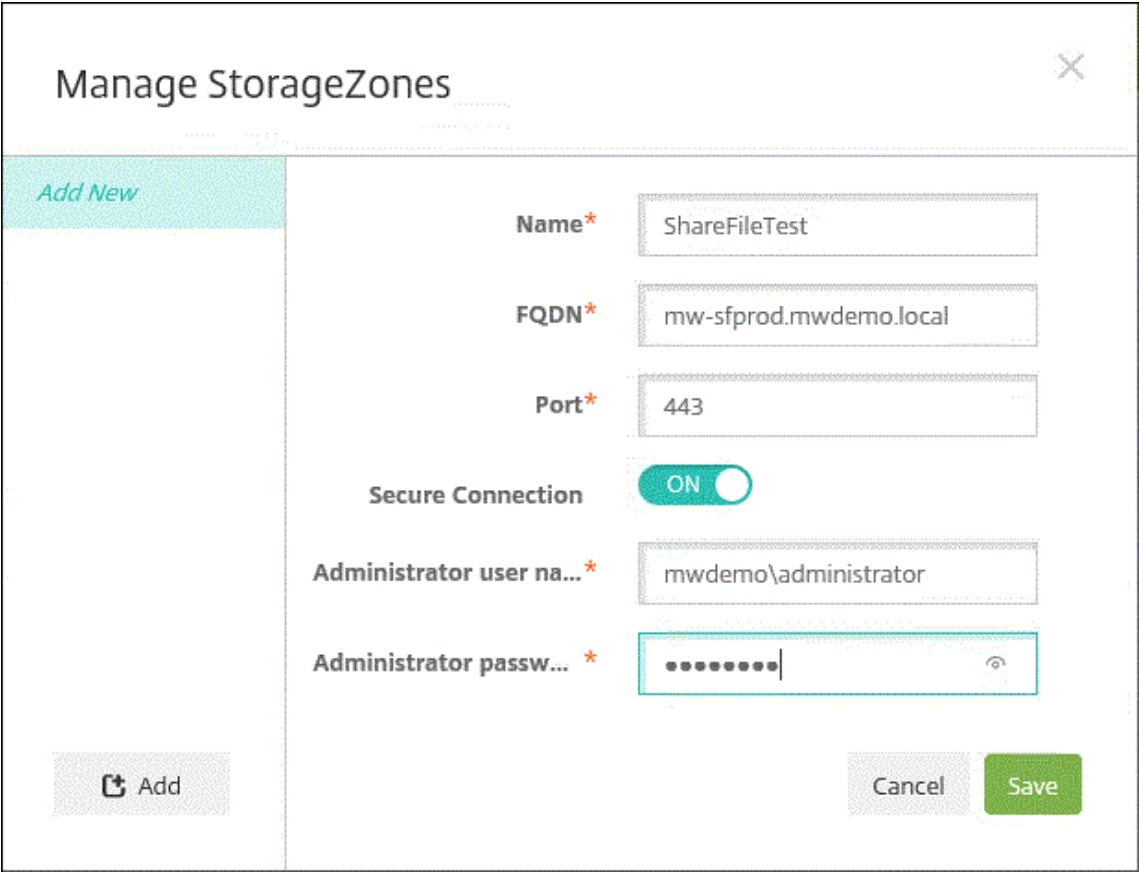 Manage StorageZones
Add New
Name* ShareFileTest
FQDN* mw-sfprod.mwdemo.local
Port* 443
Secure Connection ON
Administrator user na...* mwdemo\administrator
Administrator passw... * ••••••••
Add
Cancel Save